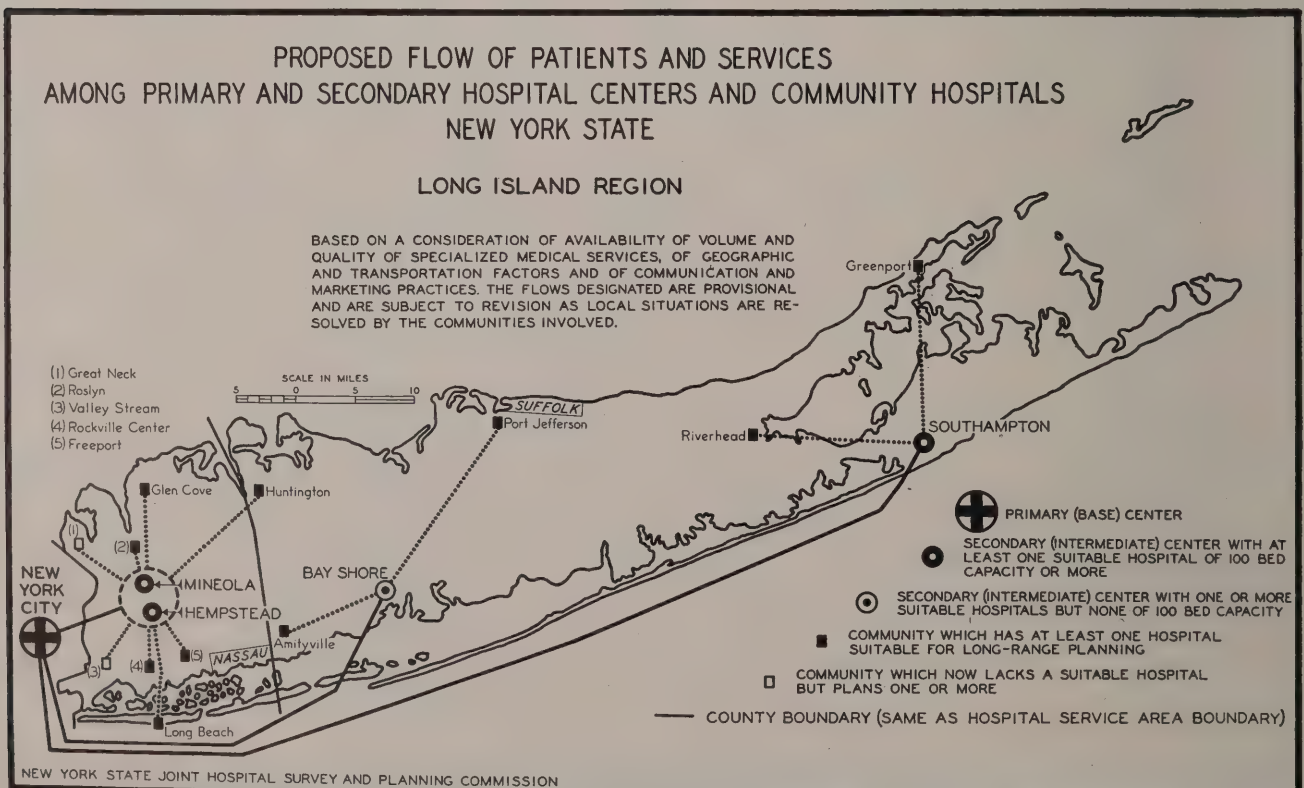 PROPOSED FLOW OF PATIENTS AND SERVICES
AMONG PRIMARY AND SECONDARY HOSPITAL CENTERS AND COMMUNITY HOSPITALS
NEW YORK STATE
LONG ISLAND REGION
BASED ON A CONSIDERATION OF AVAILABILITY OF VOLUME AND
QUALITY OF SPECIALIZED MEDICAL SERVICES, OF GEOGRAPHIC
AND TRANSPORTATION FACTORS AND OF COMMUNICATION AND
MARKETING PRACTICES. THE FLOWS DESIGNATED ARE PROVISIONAL
AND ARE SUBJECT TO REVISION AS LOCAL SITUATIONS ARE RE-
SOLVED BY THE COMMUNITIES INVOLVED.
Greenport
(1) Great Neck
(2) Roslyn
(3) Valley Stream
(4) Rockville Center
(5) Freeport
SCALE IN MILES
5 0 5 10
SUFFOLK
Port Jefferson
Riverhead
SOUTHAMPTON
Glen Cove
Huntington
(1)
(2)
NEW
YORK
CITY
MINEOLA
HEMPSTEAD
BAY SHORE
Amityville
(3)
(4)
(5)
NASSAU
Long Beach
PRIMARY (BASE) CENTER
SECONDARY (INTERMEDIATE) CENTER WITH AT
LEAST ONE SUITABLE HOSPITAL OF 100 BED
CAPACITY OR MORE
SECONDARY (INTERMEDIATE) CENTER WITH ONE OR MORE
SUITABLE HOSPITALS BUT NONE OF 100 BED CAPACITY
COMMUNITY WHICH HAS AT LEAST ONE HOSPITAL
SUITABLE FOR LONG-RANGE PLANNING
COMMUNITY WHICH NOW LACKS A SUITABLE HOSPITAL
BUT PLANS ONE OR MORE
COUNTY BOUNDARY (SAME AS HOSPITAL SERVICE AREA BOUNDARY)
NEW YORK STATE JOINT HOSPITAL SURVEY AND PLANNING COMMISSION